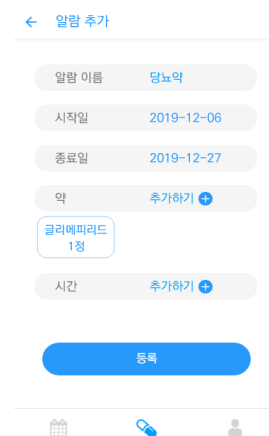 알람 추가
알람 이름 당뇨약
시작일 2019-12-06
종료일 2019-12-27
약 추가하기
글리메피리드
1정
시간 추가하기
등록